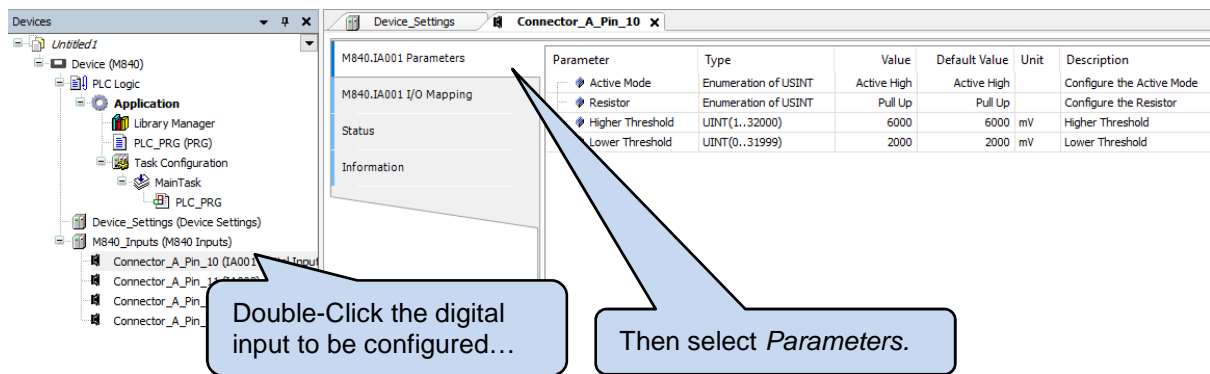 Devices
Device_Settings
Connector_A_Pin_10
Untitled1
Device (M840)
PLC Logic
Application
Library Manager
PLC_PRG (PRG)
Task Configuration
MainTask
PLC_PRG
Device_Settings (Device Settings)
M840_Inputs (M840 Inputs)
Connector_A_Pin_10 (IA001 Input
Connector_A_Pin_11
Connector_A_Pin_
Connector_A_Pin_
M840.IA001 Parameters
M840.IA001 I/O Mapping
Status
Information
Parameter Type Value Default Value Unit Description
Active Mode Enumeration of USINT Active High Active High Configure the Active Mode
Resistor Enumeration of USINT Pull Up Pull Up Configure the Resistor
Higher Threshold UINT(1..32000) 6000 6000 mV Higher Threshold
Lower Threshold UINT(0..31999) 2000 2000 mV Lower Threshold
Double-Click the digital
input to be configured…
Then select Parameters.